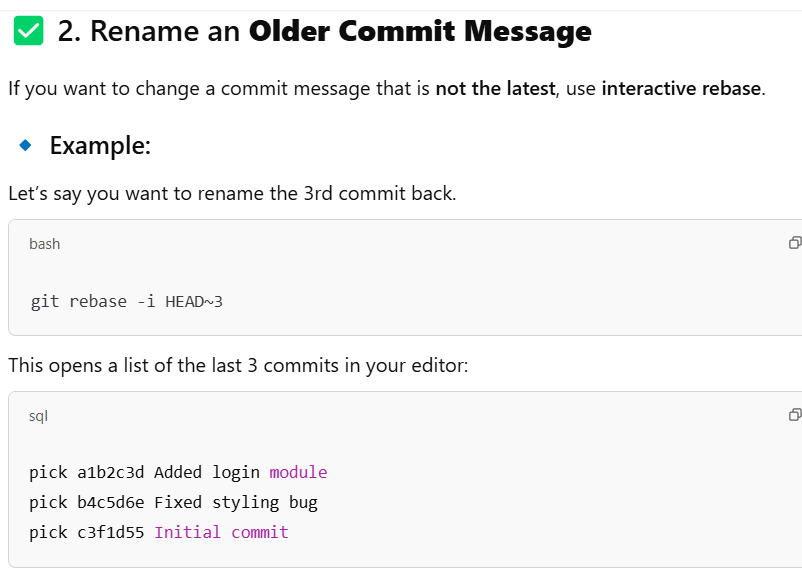 ✅ 2. Rename an Older Commit Message
If you want to change a commit message that is not the latest, use interactive rebase.
🔹 Example:
Let’s say you want to rename the 3rd commit back.
bash
git rebase -i HEAD~3
This opens a list of the last 3 commits in your editor:
sql
pick a1b2c3d Added login module
pick b4c5d6e Fixed styling bug
pick c3f1d55 Initial commit